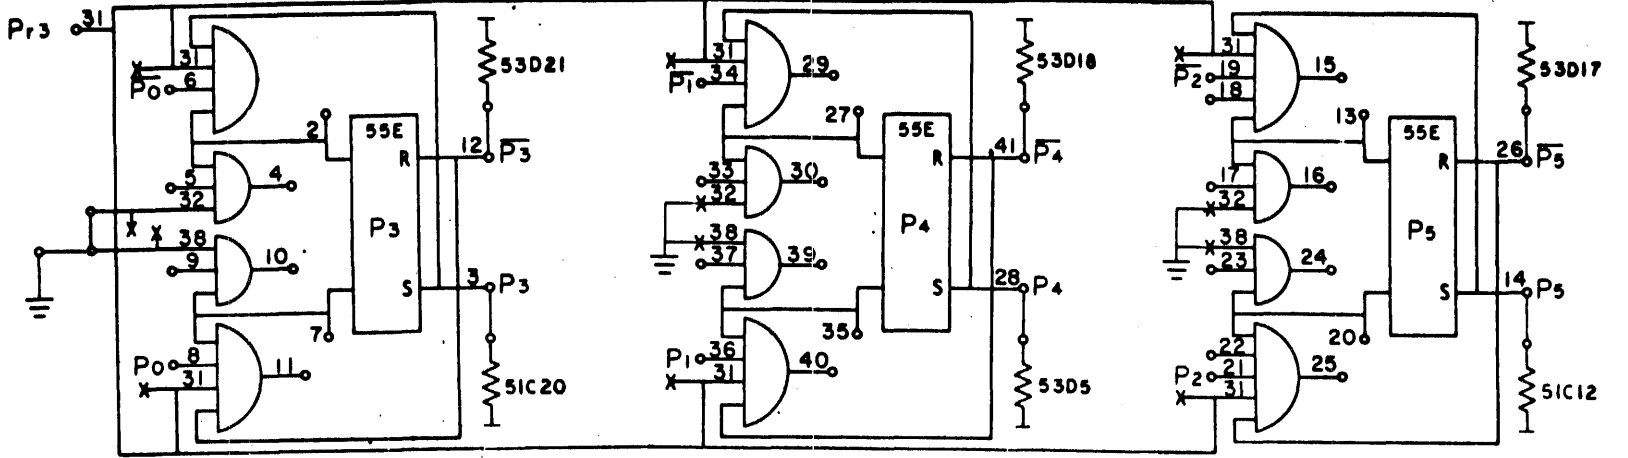 Pr3 31
31
P̅0 6
2
55E
R
12 P̅3
53D21
5
32
4
P3
38
9
10
S
3 P3
7
P0 8
31
11
51C20
31
P̅1 34
29
27
55E
R
41 P̅4
53D18
33
32
30
P4
38
37
39
S
28 P4
35
P1 36
31
40
53D5
31
P̅2 19
18
15
13
55E
R
26 P̅5
53D17
17
32
16
P5
38
23
24
S
14 P5
20
22
P2 21
31
25
51C12